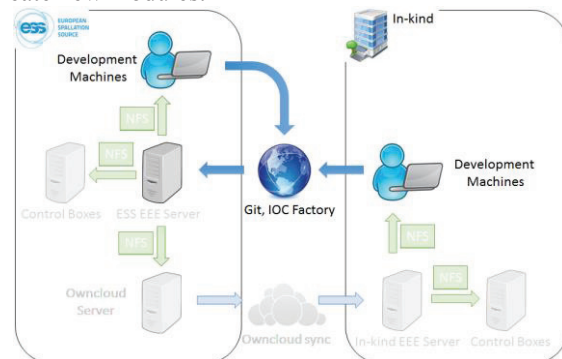 ess
EUROPEAN
SPALLATION
SOURCE
In-kind
Development
Machines
NFS
NFS
Control Boxes
ESS EEE Server
Git, IOC Factory
Development
Machines
NFS
NFS
NFS
Owncloud
Server
Owncloud sync
In-kind EEE Server
Control Boxes